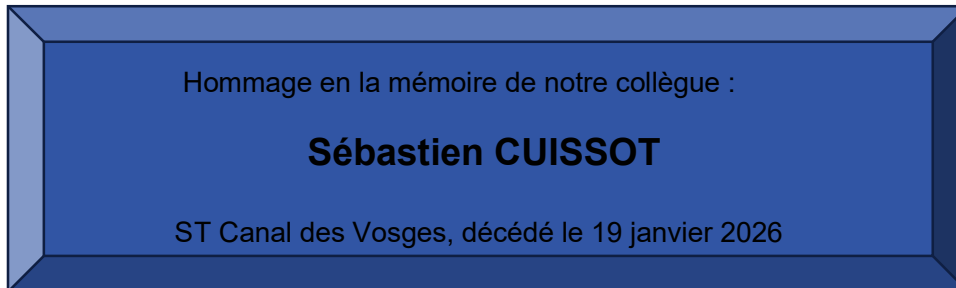 Hommage en la mémoire de notre collègue :
Sébastien CUISSOT
ST Canal des Vosges, décédé le 19 janvier 2026